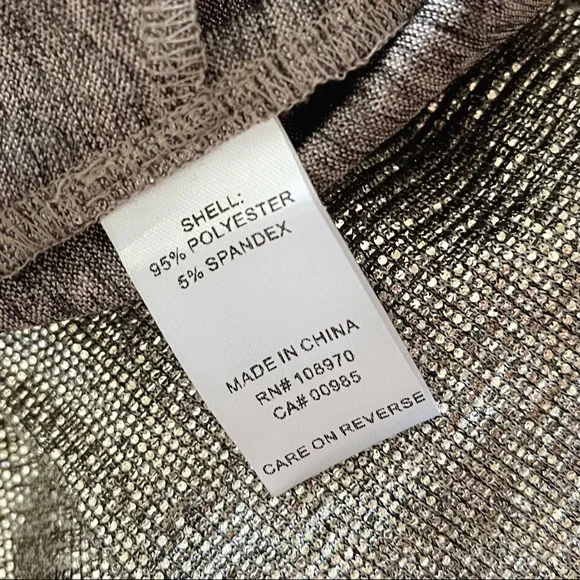 SHELL:
95% POLYESTER
5% SPANDEX
MADE IN CHINA
RN# 108970
CA# 00985
CARE ON REVERSE